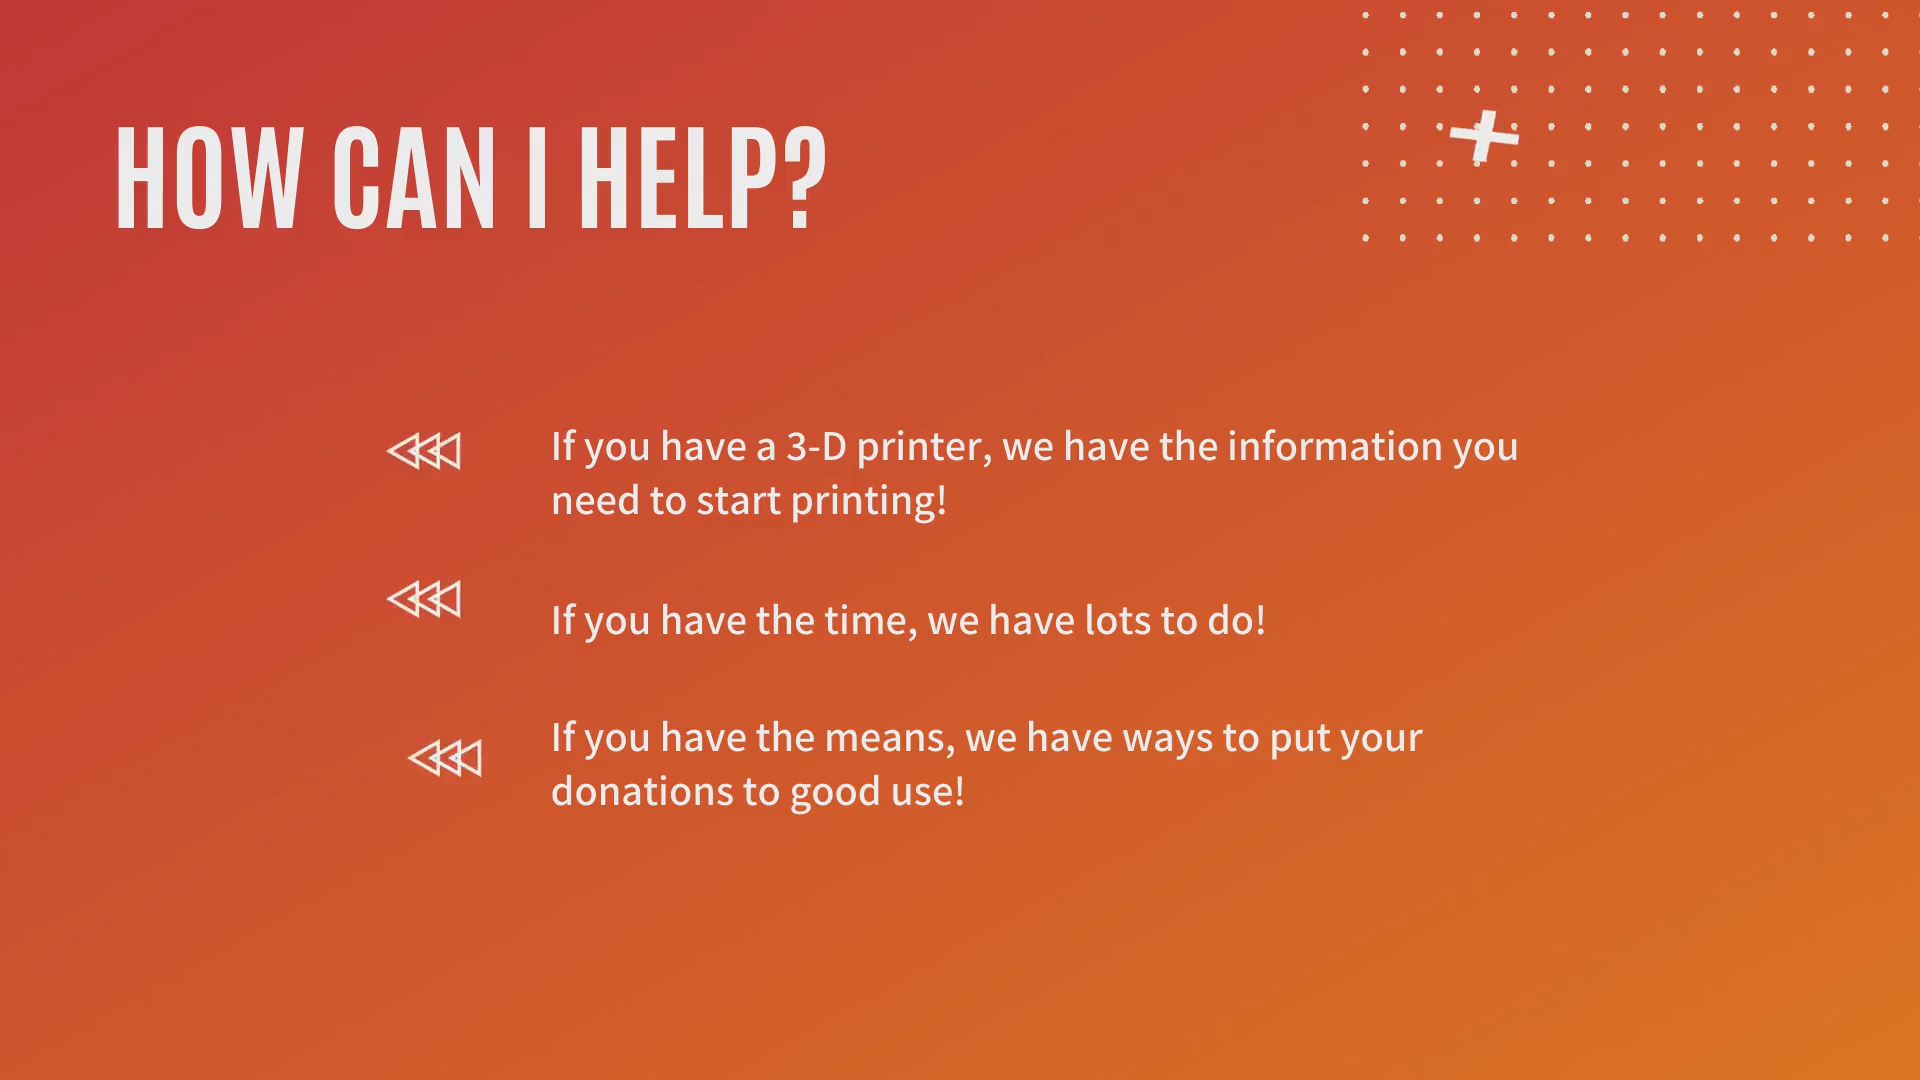 HOW CAN I HELP?
If you have a 3-D printer, we have the information you
need to start printing!
If you have the time, we have lots to do!
If you have the means, we have ways to put your
donations to good use!